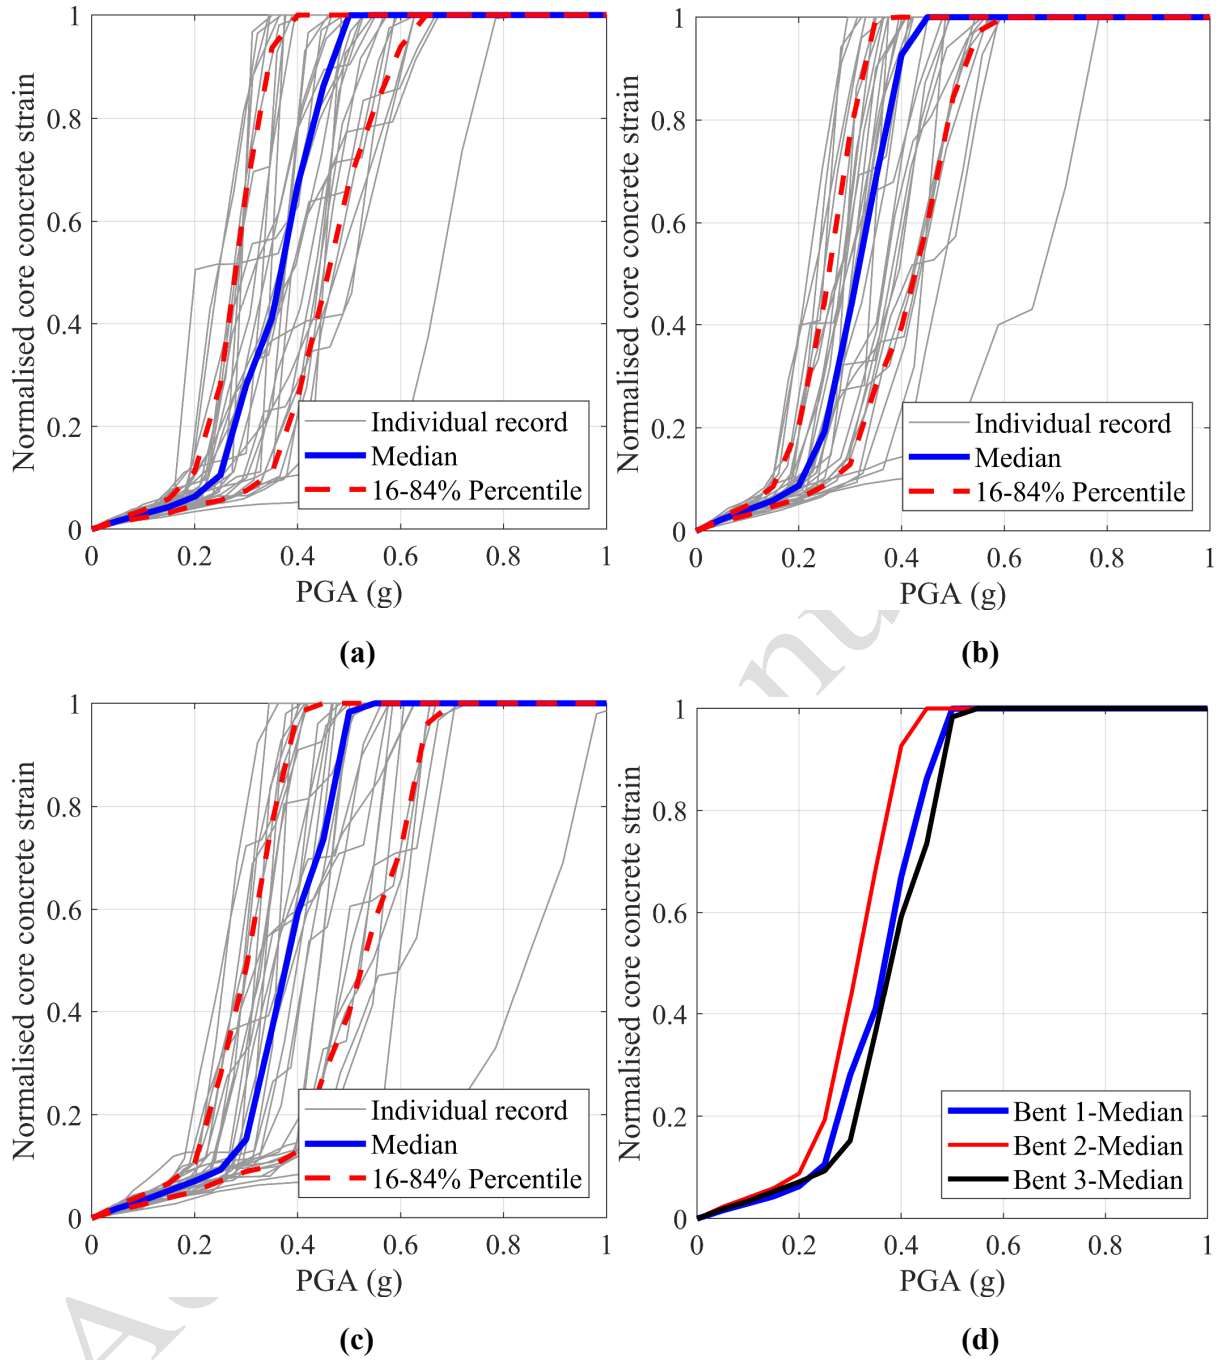 1
0.8
0.6
0.4
0.2
0
Normalised core concrete strain
Individual record
Median
16-84% Percentile
0 0.2 0.4 0.6 0.8 1
PGA (g)
(a)
1
0.8
0.6
0.4
0.2
0
Normalised core concrete strain
Individual record
Median
16-84% Percentile
0 0.2 0.4 0.6 0.8 1
PGA (g)
(b)
1
0.8
0.6
0.4
0.2
0
Normalised core concrete strain
Individual record
Median
16-84% Percentile
0 0.2 0.4 0.6 0.8 1
PGA (g)
(c)
1
0.8
0.6
0.4
0.2
0
Normalised core concrete strain
Bent 1-Median
Bent 2-Median
Bent 3-Median
0 0.2 0.4 0.6 0.8 1
PGA (g)
(d)